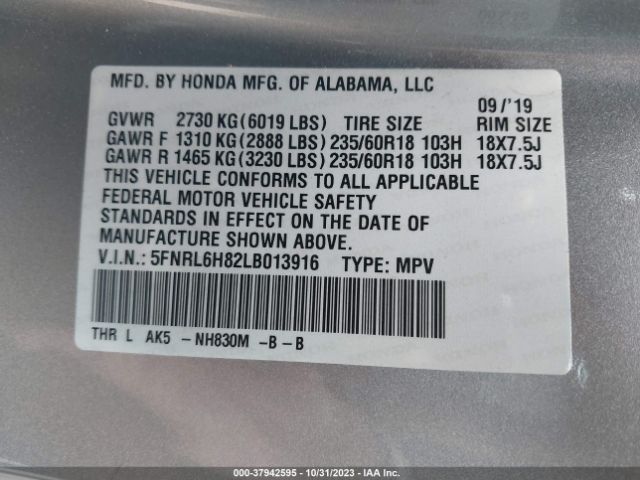 MFD. BY HONDA MFG. OF ALABAMA, LLC
09/'19
GVWR 2730 KG(6019 LBS) TIRE SIZE RIM SIZE
GAWR F 1310 KG(2888 LBS) 235/60R18 103H 18X7.5J
GAWR R 1465 KG(3230 LBS) 235/60R18 103H 18X7.5J
THIS VEHICLE CONFORMS TO ALL APPLICABLE
FEDERAL MOTOR VEHICLE SAFETY
STANDARDS IN EFFECT ON THE DATE OF
MANUFACTURE SHOWN ABOVE.
V.I.N.: 5FNRL6H82LB013916 TYPE: MPV
THR L AK5 -NH830M -B-B
000-37942595 - 10/31/2023 - IAA Inc.